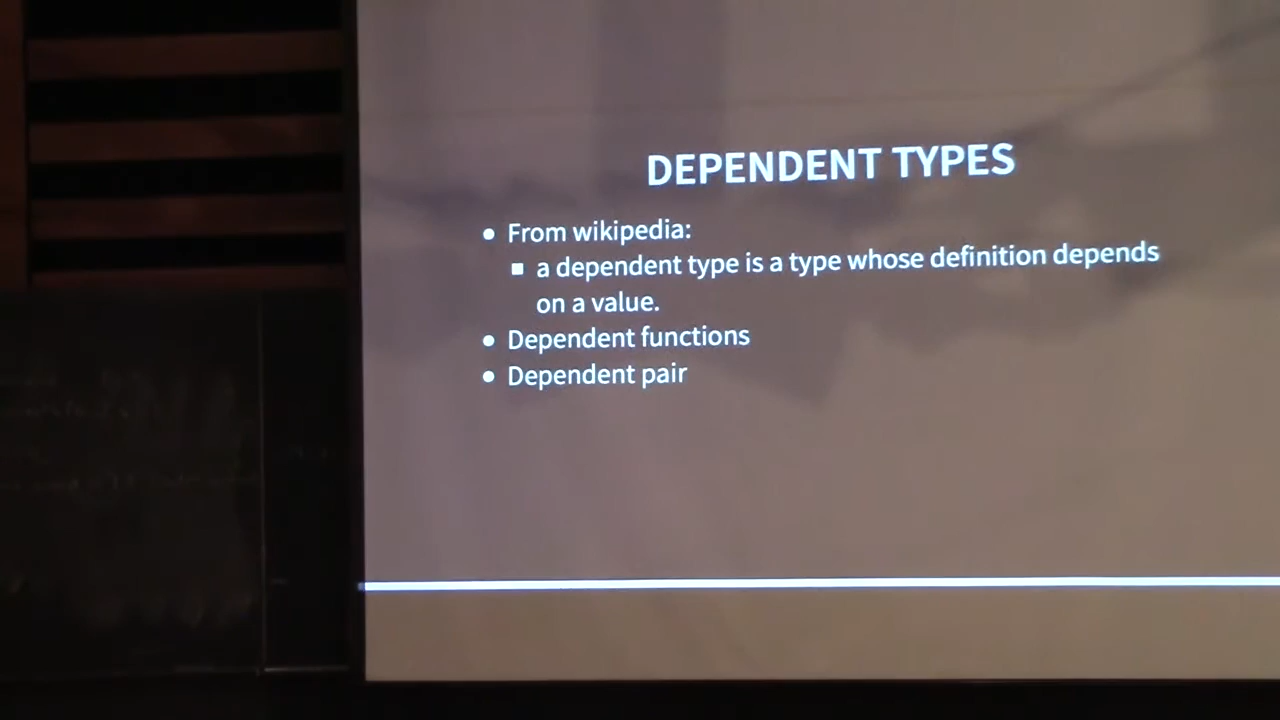 DEPENDENT TYPES
● From wikipedia:
■ a dependent type is a type whose definition depends
on a value.
● Dependent functions
● Dependent pair